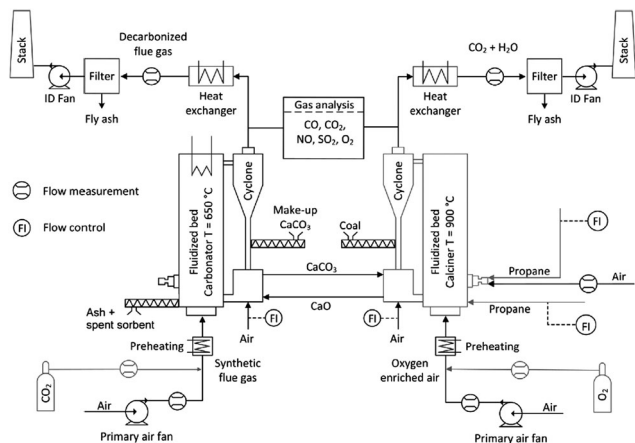 Stack
Decarbonized
flue gas
Filter
ID Fan
Fly ash
Heat
exchanger
Gas analysis
CO, CO₂,
NO, SO₂, O₂
CO₂ + H₂O
Heat
exchanger
Filter
Fly ash
ID Fan
Stack
Flow measurement
FI
Flow control
Fluidized bed
Carbonator T = 650 °C
Cyclone
Make-up
CaCO₃
Coal
Cyclone
Fluidized bed
Calciner T = 900 °C
FI
Propane
Air
Propane
FI
CaCO₃
CaO
Ash +
spent sorbent
FI
Air
FI
Air
Preheating
Synthetic
flue gas
Oxygen
enriched air
Preheating
CO₂
Air
Primary air fan
O₂
Air
Primary air fan